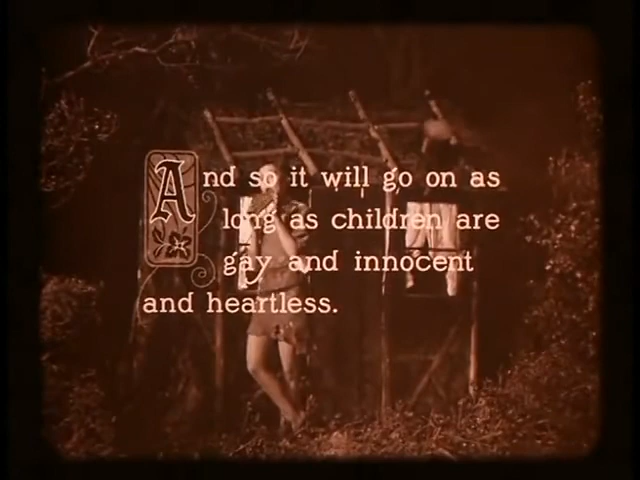 And so it will go on as
long as children are
gay and innocent
and heartless.